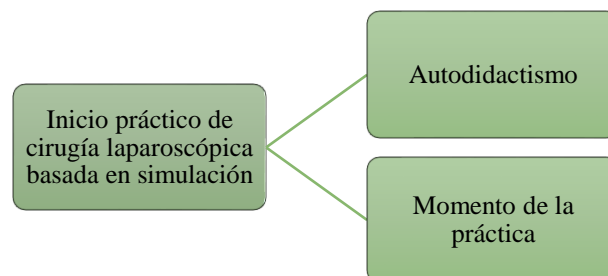 Inicio práctico de
cirugía laparoscópica
basada en simulación
Autodidactismo
Momento de la
práctica